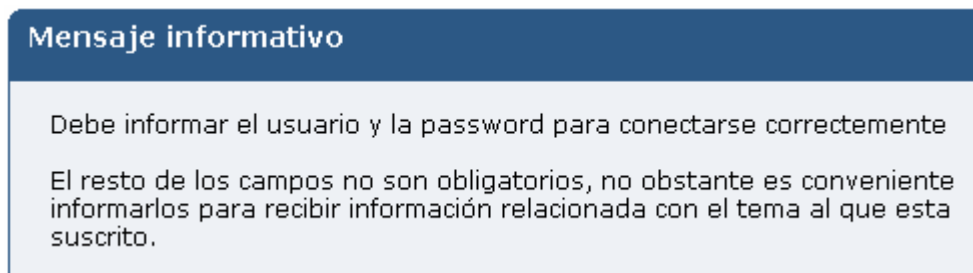 Mensaje informativo
Debe informar el usuario y la password para conectarse correctemente
El resto de los campos no son obligatorios, no obstante es conveniente
informarlos para recibir información relacionada con el tema al que esta
suscrito.